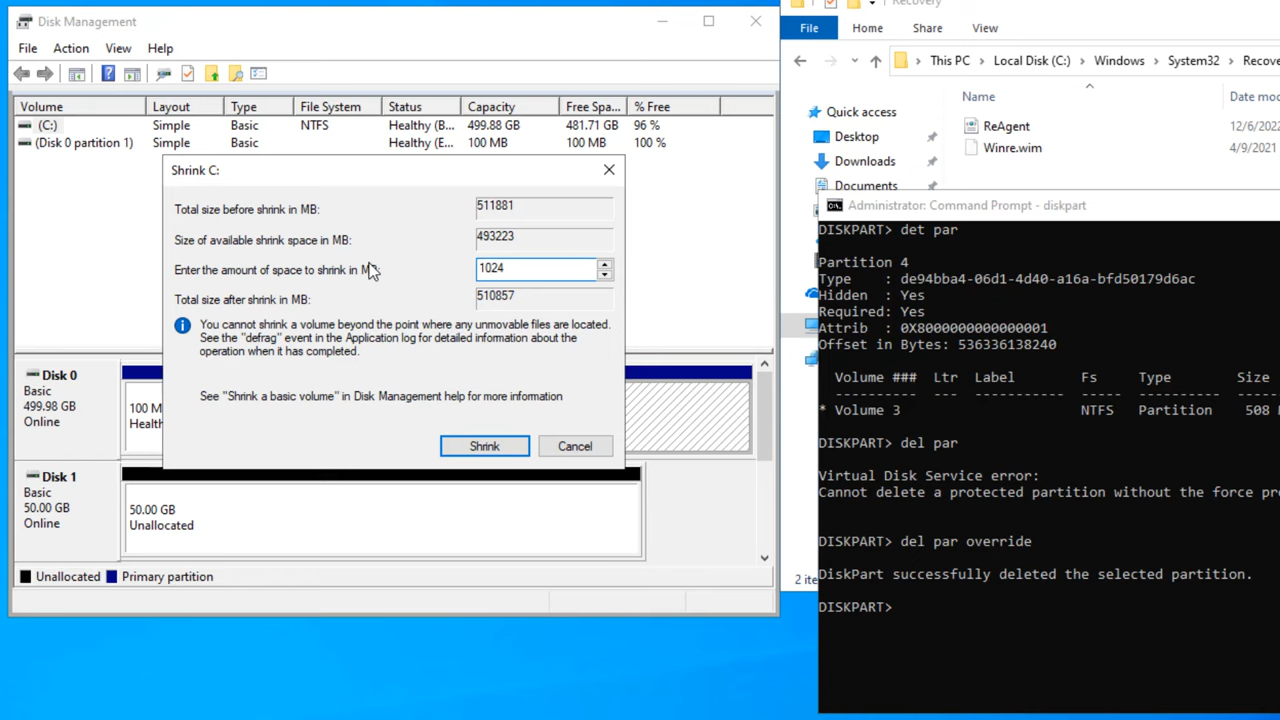 Disk Management
File Action View Help
Volume Layout Type File System Status Capacity Free Spa... % Free
(C:) Simple Basic NTFS Healthy (B... 499.88 GB 481.71 GB 96 %
(Disk 0 partition 1) Simple Basic Healthy (E... 100 MB 100 MB 100 %
Shrink C:
Total size before shrink in MB: 511881
Size of available shrink space in MB: 493223
Enter the amount of space to shrink in 1024
Total size after shrink in MB: 510857
You cannot shrink a volume beyond the point where any unmovable files are located.
See the "defrag" event in the Application log for detailed information about the
operation when it has completed.
See "Shrink a basic volume" in Disk Management help for more information
Shrink Cancel
Disk 0
Basic
499.98 GB
Online
100 M
Health
Disk 1
Basic
50.00 GB
Online
50.00 GB
Unallocated
Unallocated Primary partition
Recovery
File Home Share View
This PC Local Disk (C:) Windows System32 Recove
Name Date mod
Quick access
Desktop
Downloads
Documents
ReAgent 12/6/202
Winre.wim 4/9/2021
2 ite
Administrator: Command Prompt - diskpart
DISKPART> det par
Partition 4
Type : de94bba4-06d1-4d40-a16a-bfd50179d6ac
Hidden : Yes
Required: Yes
Attrib : 0X8000000000000001
Offset in Bytes: 536336138240
Volume ### Ltr Label Fs Type Size
---------- --- ----------- ----- ---------- -------
* Volume 3 NTFS Partition 508
DISKPART> del par
Virtual Disk Service error:
Cannot delete a protected partition without the force pr
DISKPART> del par override
DiskPart successfully deleted the selected partition.
DISKPART>